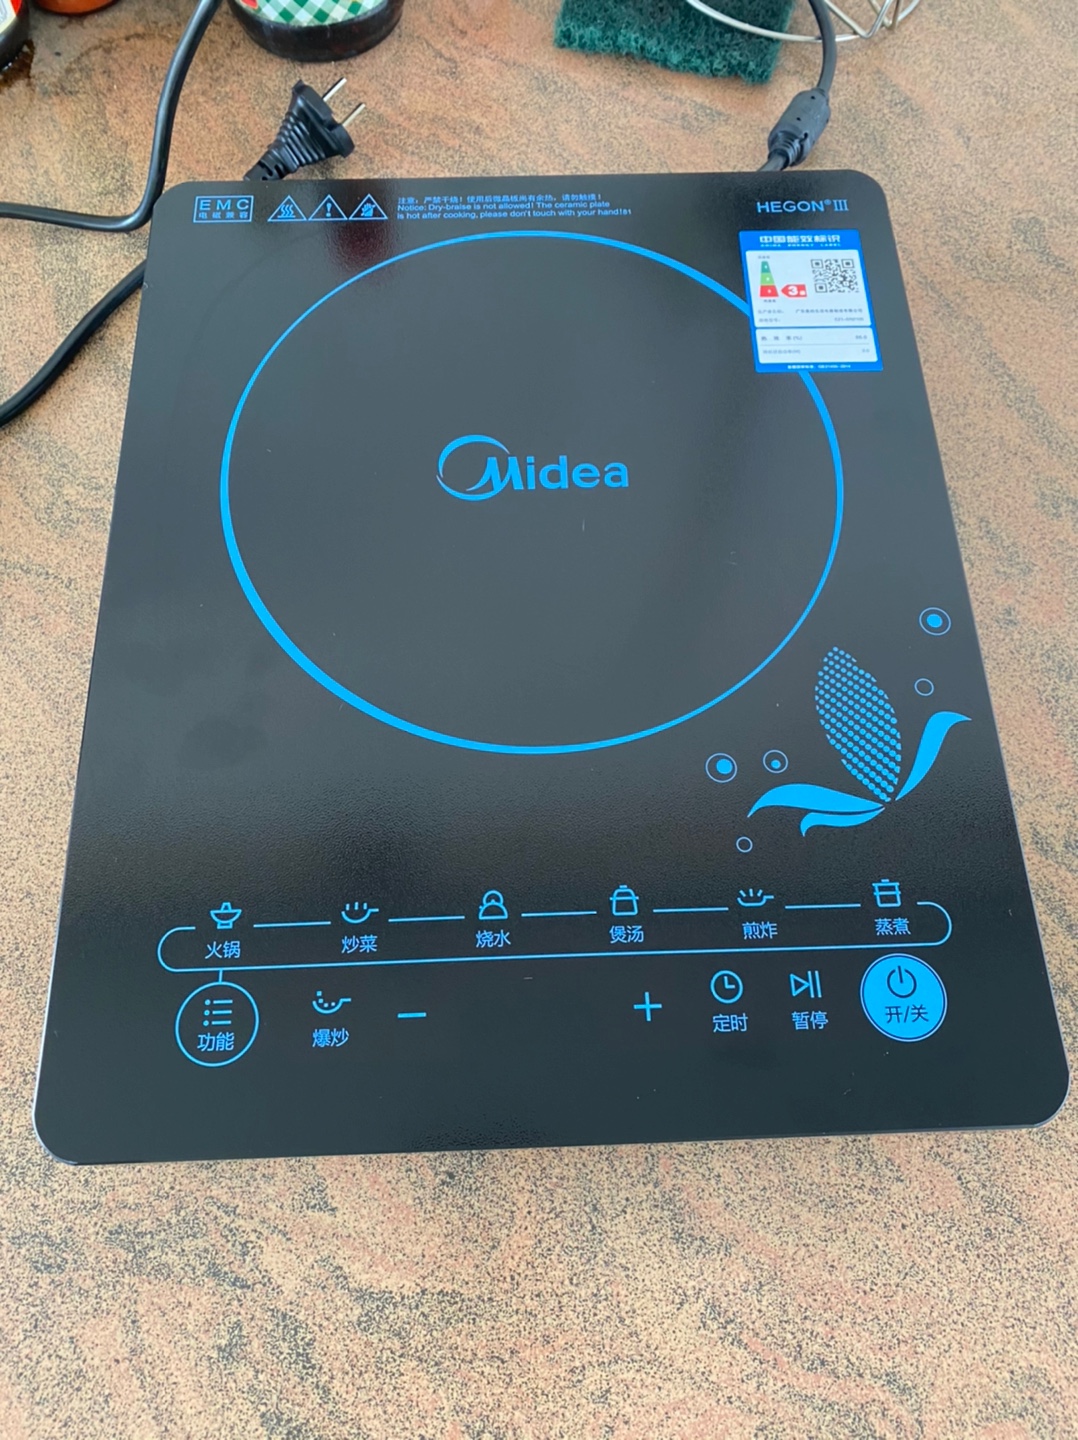 EMC
电磁兼容
注意：严禁干烧！使用后微晶板尚有余热，请勿触摸！
Notice: Dry-braise is not allowed! The ceramic plate
is hot after cooking, please don't touch with your hand!
HEGON® III
中国能效标识
3级
Midea
火锅 炒菜 烧水 煲汤 煎炸 蒸煮
功能 爆炒 − + 定时 暂停 开/关